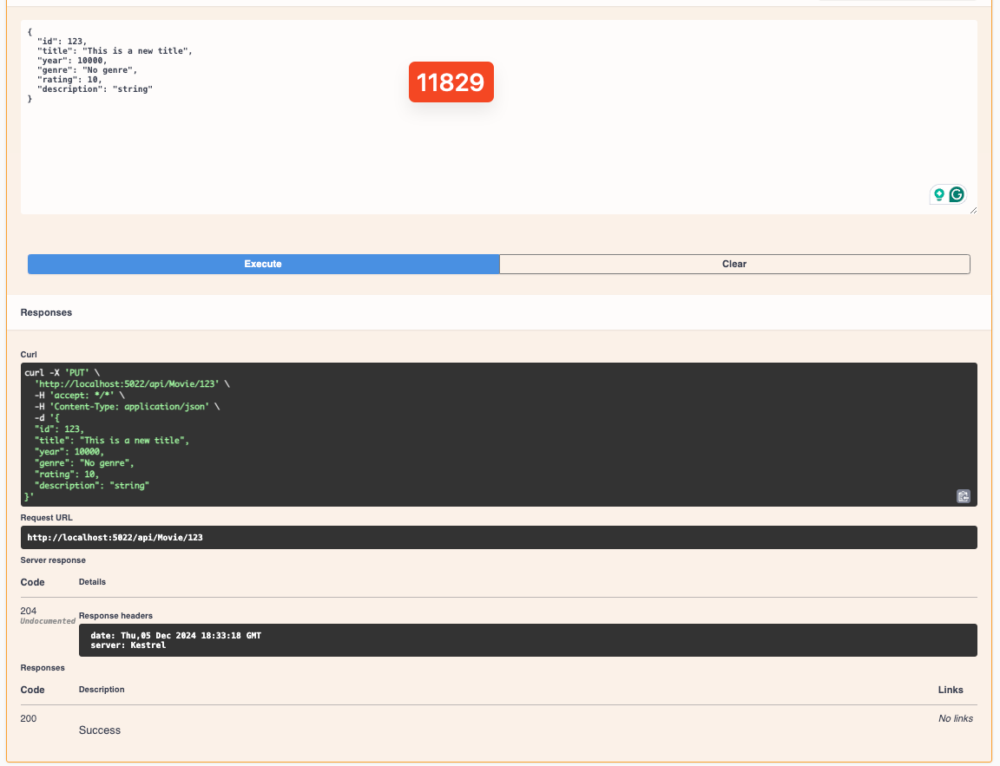 {
  "id": 123,
  "title": "This is a new title",
  "year": 10000,
  "genre": "No genre",
  "rating": 10,
  "description": "string"
}
11829
Execute
Clear
Responses
Curl
curl -X 'PUT' \
  'http://localhost:5022/api/Movie/123' \
  -H 'accept: */*' \
  -H 'Content-Type: application/json' \
  -d '{
  "id": 123,
  "title": "This is a new title",
  "year": 10000,
  "genre": "No genre",
  "rating": 10,
  "description": "string"
}'
Request URL
http://localhost:5022/api/Movie/123
Server response
Code Details
204
Undocumented
Response headers
date: Thu,05 Dec 2024 18:33:18 GMT
server: Kestrel
Responses
Code Description Links
200
Success
No links